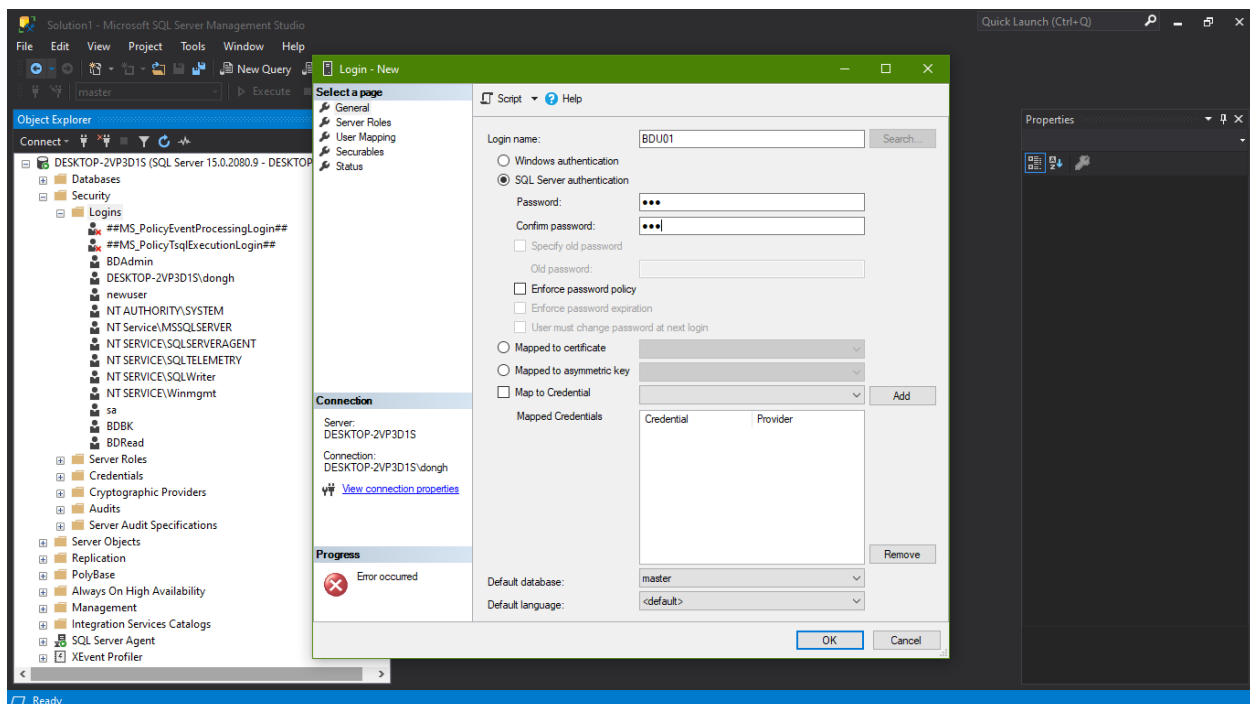 Solution1 - Microsoft SQL Server Management Studio
Quick Launch (Ctrl+Q)
File Edit View Project Tools Window Help
New Query
master
Execute
Object Explorer
Connect
DESKTOP-2VP3D1S (SQL Server 15.0.2080.9 - DESKTOP
Databases
Security
Logins
##MS_PolicyEventProcessingLogin##
##MS_PolicyTsqlExecutionLogin##
BDAdmin
DESKTOP-2VP3D1S\dongh
newuser
NT AUTHORITY\SYSTEM
NT Service\MSSQLSERVER
NT SERVICE\SQLSERVERAGENT
NT SERVICE\SQLTELEMETRY
NT SERVICE\SQLWriter
NT SERVICE\Winmgmt
sa
BDBK
BDRead
Server Roles
Credentials
Cryptographic Providers
Audits
Server Audit Specifications
Server Objects
Replication
PolyBase
Always On High Availability
Management
Integration Services Catalogs
SQL Server Agent
XEvent Profiler
Ready
Login - New
Select a page
General
Server Roles
User Mapping
Securables
Status
Connection
Server:
DESKTOP-2VP3D1S
Connection:
DESKTOP-2VP3D1S\dongh
View connection properties
Progress
Error occurred
Script Help
Login name: BDU01 Search...
Windows authentication
SQL Server authentication
Password: ●●●
Confirm password: ●●●
Specify old password
Old password:
Enforce password policy
Enforce password expiration
User must change password at next login
Mapped to certificate
Mapped to asymmetric key
Map to Credential Add
Mapped Credentials Credential Provider
Remove
Default database: master
Default language: <default>
OK Cancel
Properties